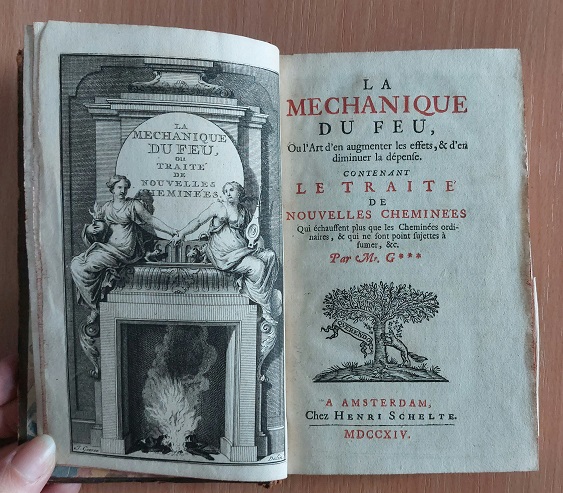 LA
MECHANIQUE
DU FEU,
OU
TRAITÉ
DE
NOUVELLES
CHEMINÉES.
LA
MECHANIQUE
DU FEU,
Ou l'Art d'en augmenter les effets, & d'en
diminuer la dépense.
CONTENANT
LE TRAITÉ
DE
NOUVELLES CHEMINÉES
Qui échauffent plus que les Cheminées ordi-
naires, & qui ne sont point sujettes à
fumer, &c.
Par Mr. G***
A AMSTERDAM,
Chez HENRI SCHELTE.
MDCCXIV.